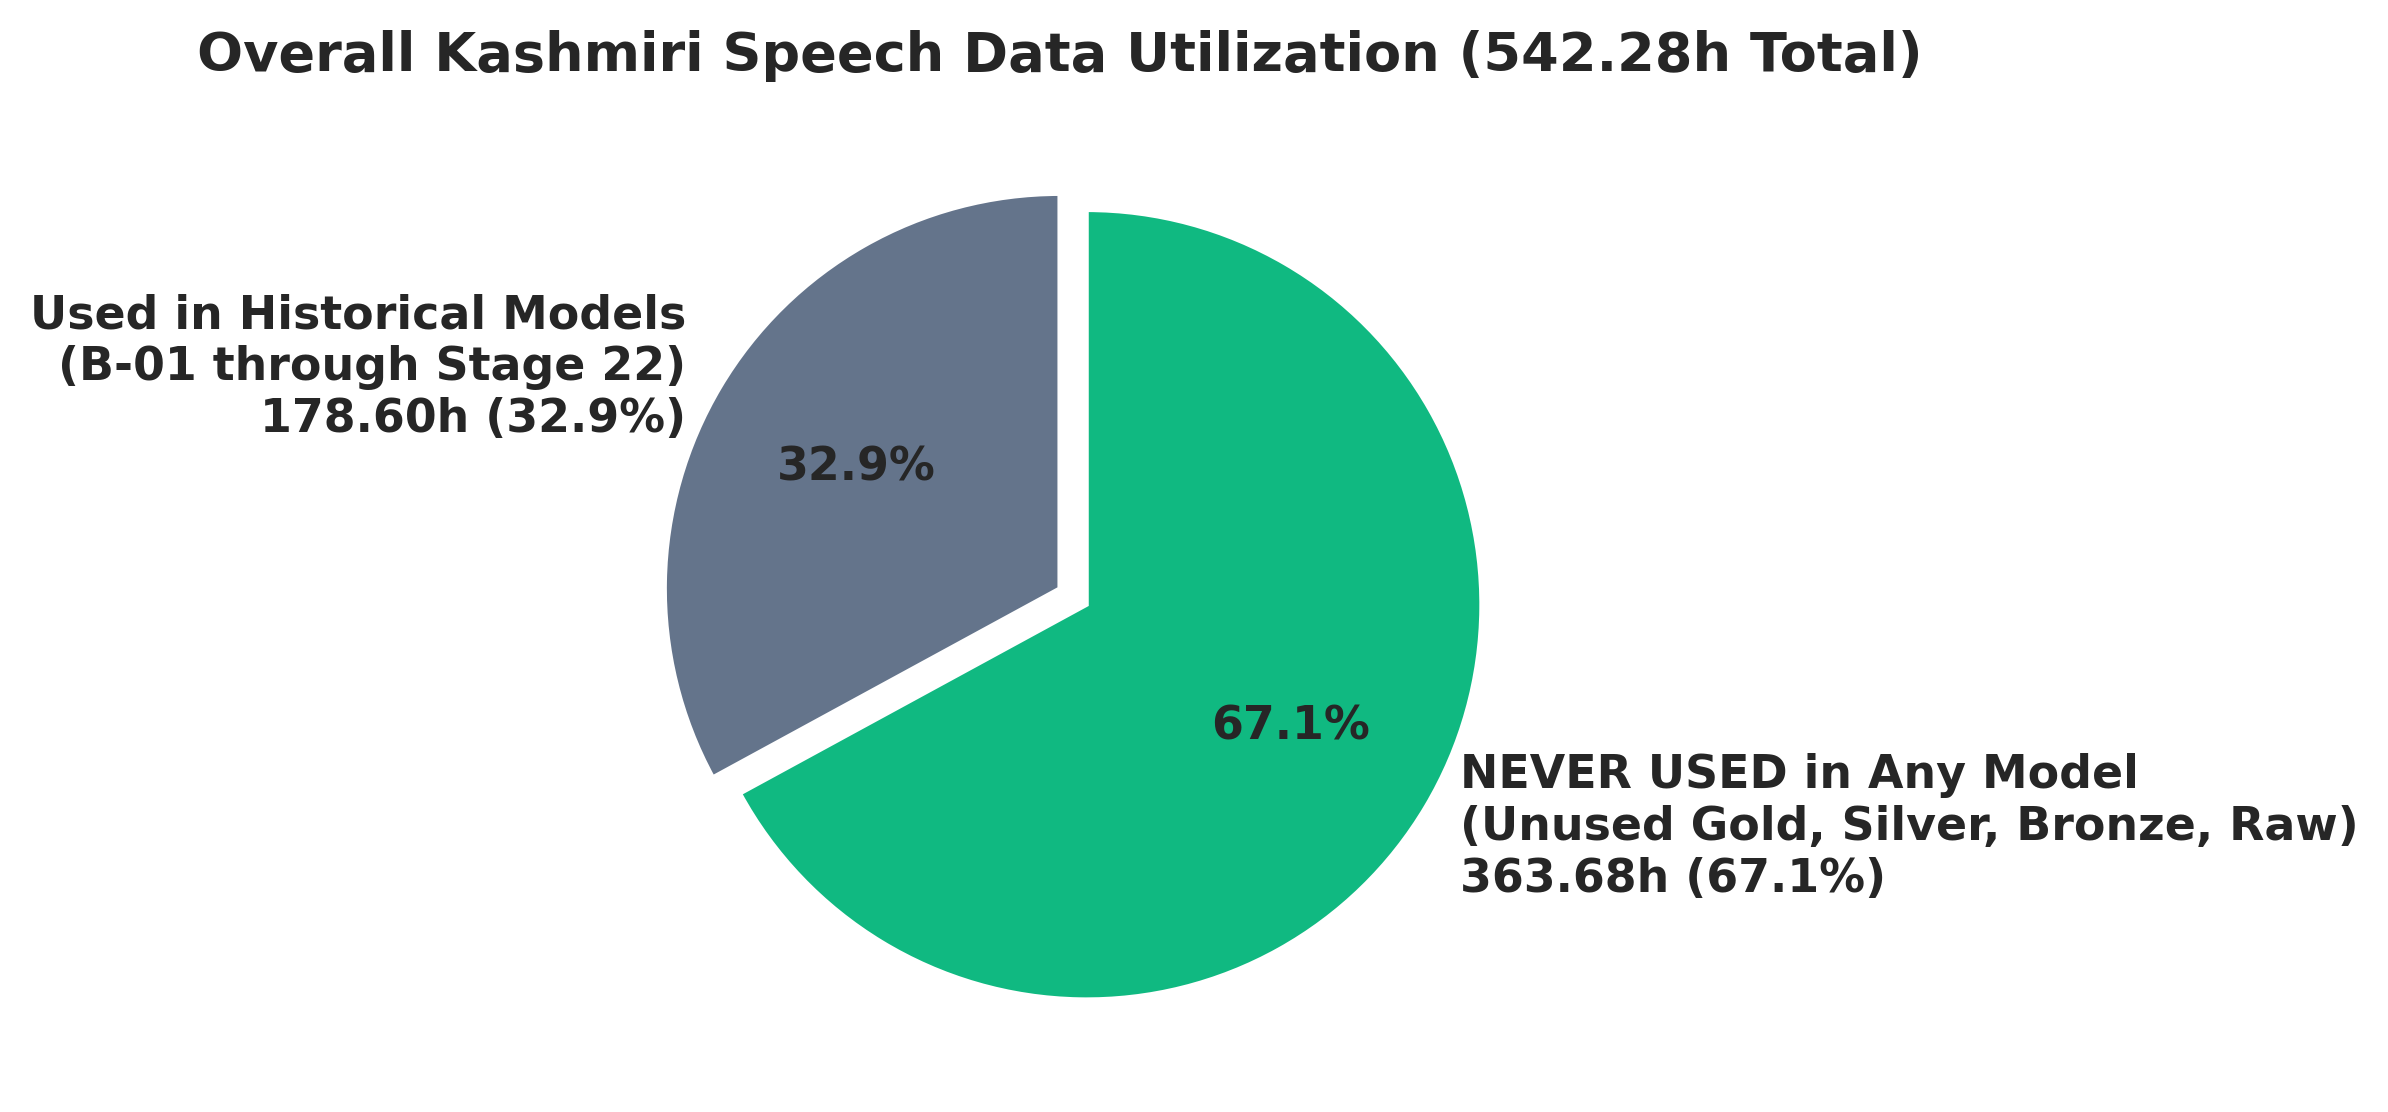 Overall Kashmiri Speech Data Utilization (542.28h Total)
Used in Historical Models
(B-01 through Stage 22)
178.60h (32.9%)
32.9%
67.1%
NEVER USED in Any Model
(Unused Gold, Silver, Bronze, Raw)
363.68h (67.1%)